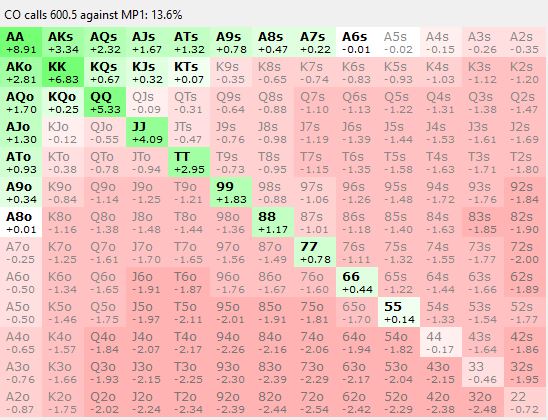 CO calls 600.5 against MP1: 13.6%
AA AKs AQs AJs ATs A9s A8s A7s A6s A5s A4s A3s A2s
+8.91 +3.34 +2.32 +1.67 +1.32 +0.78 +0.47 +0.22 -0.01 -0.02 -0.15 -0.26 -0.35
AKo KK KQs KJs KTs K9s K8s K7s K6s K5s K4s K3s K2s
+2.81 +6.83 +0.67 +0.32 +0.07 -0.35 -0.65 -0.74 -0.83 -0.93 -1.03 -1.12 -1.20
AQo KQo QQ QJs QTs Q9s Q8s Q7s Q6s Q5s Q4s Q3s Q2s
+1.70 +0.25 +5.33 -0.09 -0.31 -0.64 -0.88 -1.10 -1.13 -1.22 -1.31 -1.38 -1.47
AJo KJo QJo JJ JTs J9s J8s J7s J6s J5s J4s J3s J2s
+1.30 -0.12 -0.55 +4.09 -0.47 -0.76 -0.98 -1.19 -1.39 -1.44 -1.53 -1.61 -1.69
ATo KTo QTo JTo TT T9s T8s T7s T6s T5s T4s T3s T2s
+0.93 -0.38 -0.78 -0.94 +2.95 -0.73 -0.95 -1.15 -1.35 -1.58 -1.63 -1.71 -1.80
A9o K9o Q9o J9o T9o 99 98s 97s 96s 95s 94s 93s 92s
+0.34 -0.84 -1.14 -1.25 -1.21 +1.83 -0.88 -1.06 -1.26 -1.48 -1.72 -1.76 -1.84
A8o K8o Q8o J8o T8o 98o 88 87s 86s 85s 84s 83s 82s
+0.01 -1.16 -1.38 -1.48 -1.44 -1.36 +1.17 -1.01 -1.18 -1.40 -1.63 -1.85 -1.90
A7o K7o Q7o J7o T7o 97o 87o 77 76s 75s 74s 73s 72s
-0.25 -1.25 -1.61 -1.70 -1.65 -1.56 -1.49 +0.78 -1.11 -1.32 -1.55 -1.77 -2.00
A6o K6o Q6o J6o T6o 96o 86o 76o 66 65s 64s 63s 62s
-0.50 -1.34 -1.65 -1.91 -1.87 -1.76 -1.67 -1.60 +0.44 -1.22 -1.44 -1.66 -1.89
A5o K5o Q5o J5o T5o 95o 85o 75o 65o 55 54s 53s 52s
-0.50 -1.46 -1.75 -1.97 -2.11 -2.01 -1.91 -1.81 -1.70 +0.14 -1.33 -1.54 -1.77
A4o K4o Q4o J4o T4o 94o 84o 74o 64o 54o 44 43s 42s
-0.65 -1.57 -1.84 -2.07 -2.17 -2.26 -2.16 -2.06 -1.94 -1.82 -0.17 -1.64 -1.86
A3o K3o Q3o J3o T3o 93o 83o 73o 63o 53o 43o 33 32s
-0.76 -1.66 -1.93 -2.15 -2.25 -2.30 -2.39 -2.29 -2.17 -2.04 -2.15 -0.46 -1.95
A2o K2o Q2o J2o T2o 92o 82o 72o 62o 52o 42o 32o 22
-0.87 -1.75 -2.02 -2.24 -2.34 -2.39 -2.44 -2.54 -2.42 -2.29 -2.38 -2.48 0.72